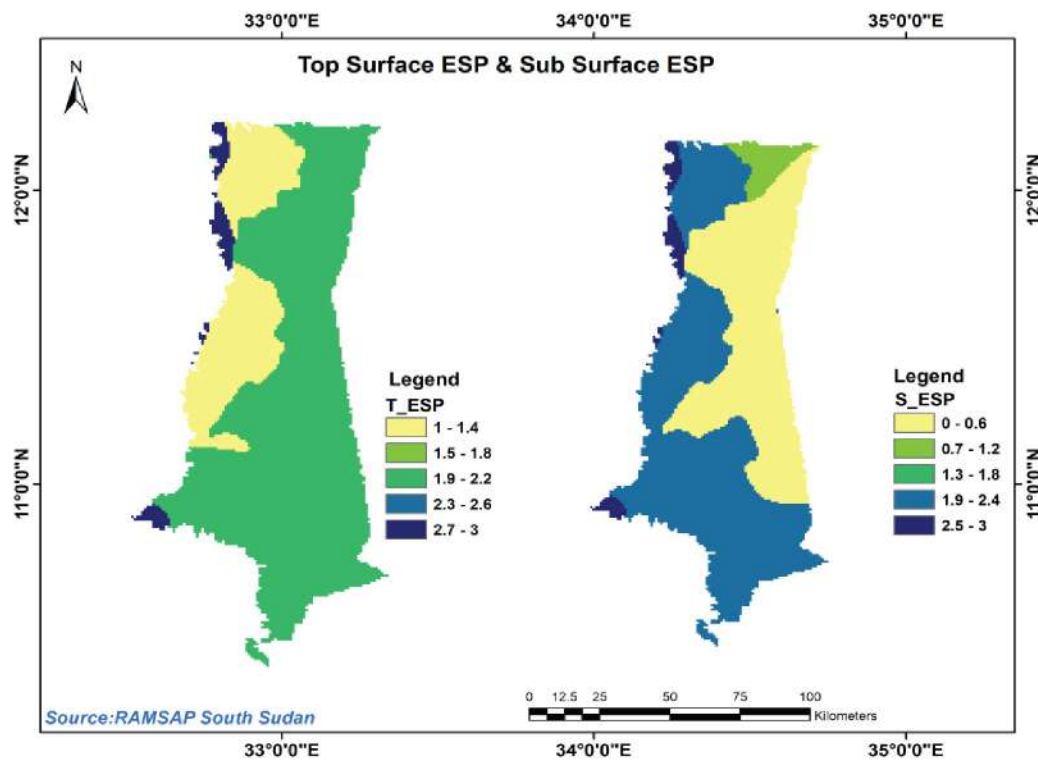 33°0'0"E 34°0'0"E 35°0'0"E
Top Surface ESP & Sub Surface ESP
N
12°0'0"N 12°0'0"N
11°0'0"N 11°0'0"N
Legend
T_ESP
1 - 1.4
1.5 - 1.8
1.9 - 2.2
2.3 - 2.6
2.7 - 3
Legend
S_ESP
0 - 0.6
0.7 - 1.2
1.3 - 1.8
1.9 - 2.4
2.5 - 3
0 12.5 25 50 75 100
Kilometers
Source:RAMSAP South Sudan
33°0'0"E 34°0'0"E 35°0'0"E